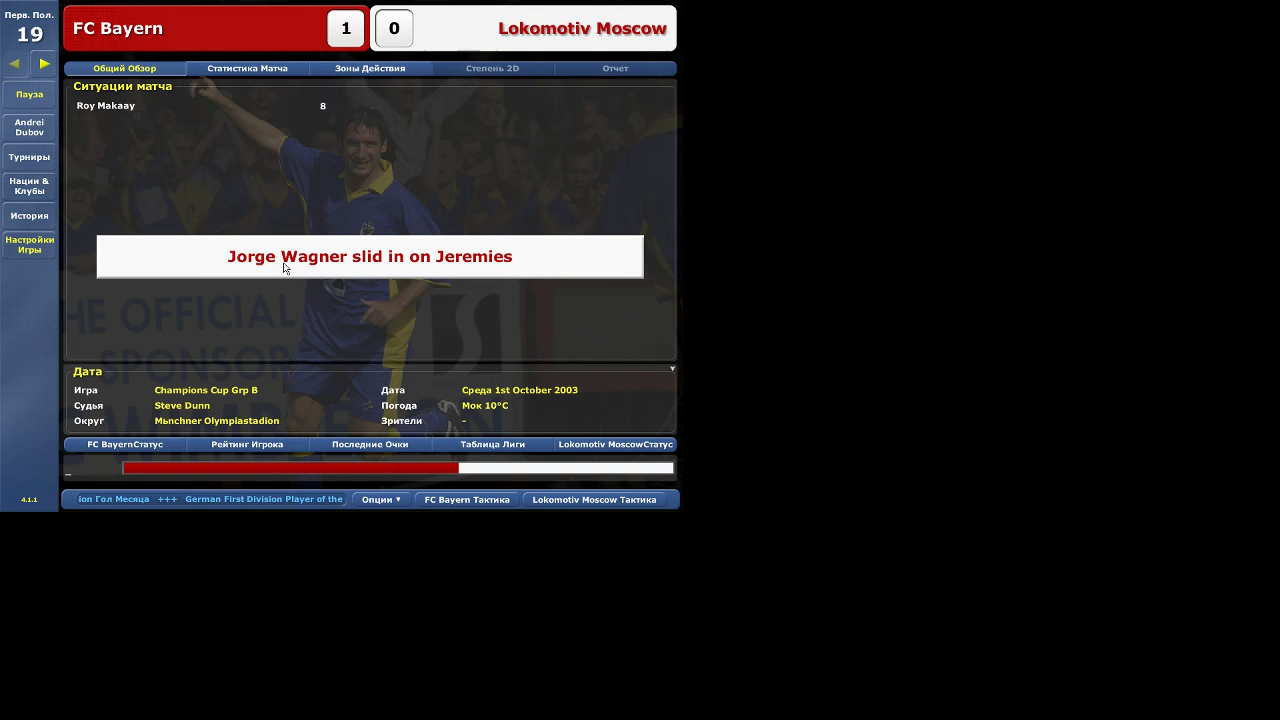 Перв. Пол.
19
FC Bayern
1
0
Lokomotiv Moscow
Общий Обзор
Статистика Матча
Зоны Действия
Степень 2D
Отчет
Пауза
Andrei
Dubov
Турниры
Нации &
Клубы
История
Настройки
Игры
4.1.1
Ситуации матча
Roy Makaay 8
Jorge Wagner slid in on Jeremies
THE OFFICIAL
SPONSOR
Дата
Игра Champions Cup Grp B Дата Среда 1st October 2003
Судья Steve Dunn Погода Мок 10°C
Округ Мьnchner Olympiastadion Зрители -
FC BayernСтатус
Рейтинг Игрока
Последние Очки
Таблица Лиги
Lokomotiv MoscowСтатус
ion Гол Месяца +++ German First Division Player of the
Опции
FC Bayern Тактика
Lokomotiv Moscow Тактика